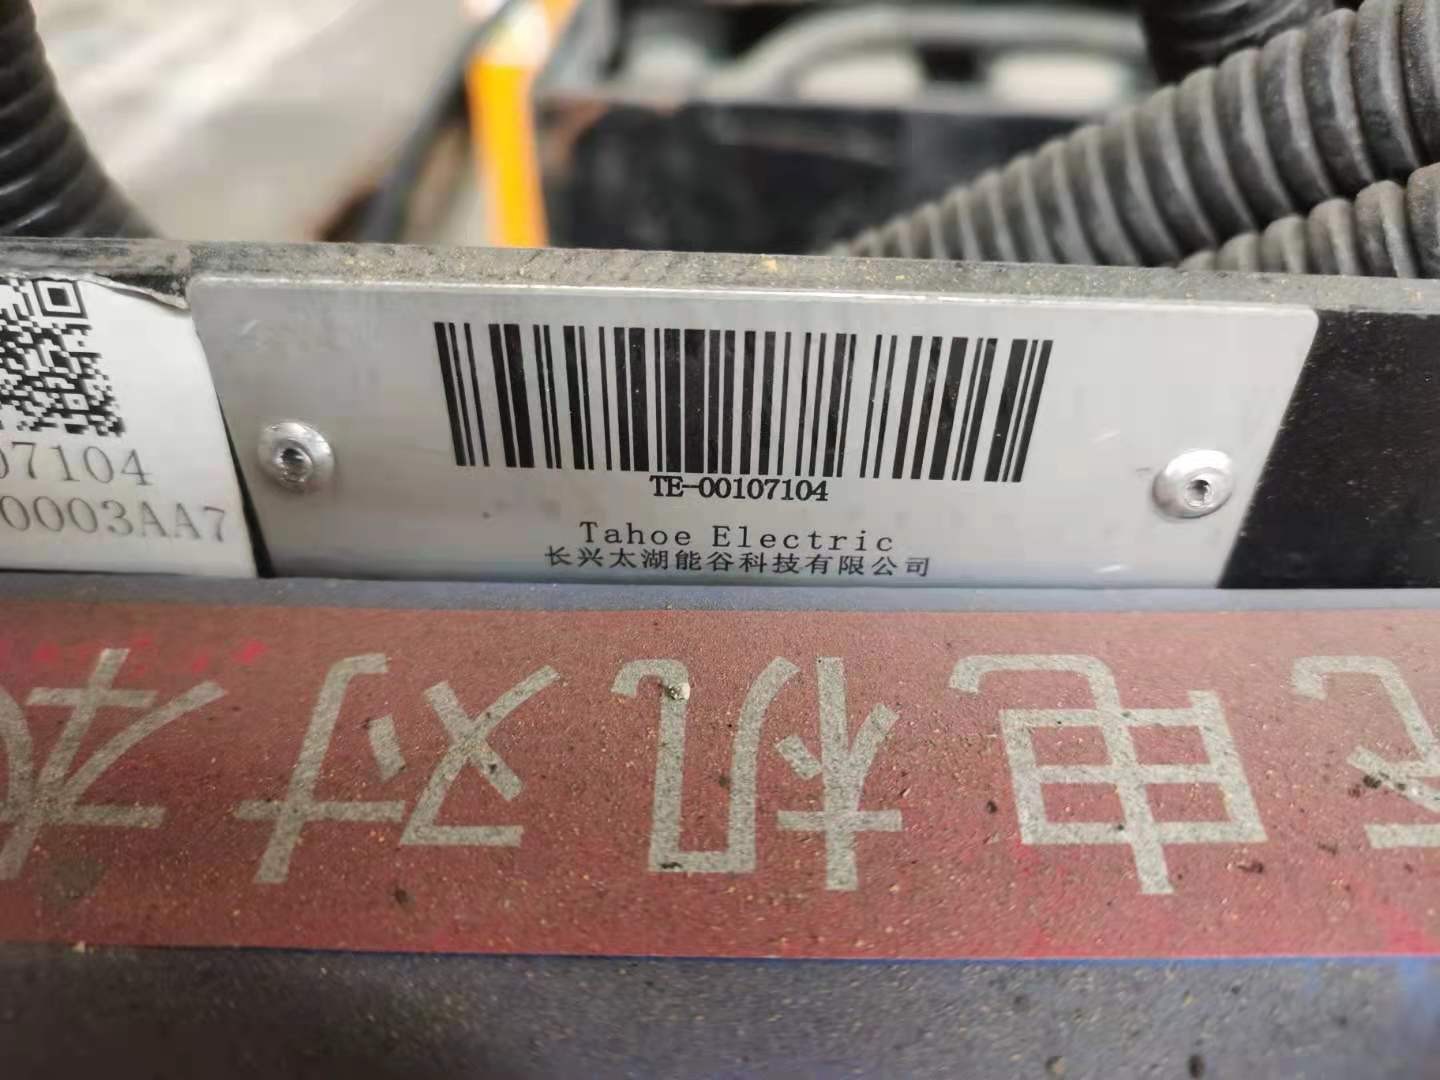 TE-00107104
Tahoe Electric
长兴太湖能谷科技有限公司
07104
0003AA7
电机对